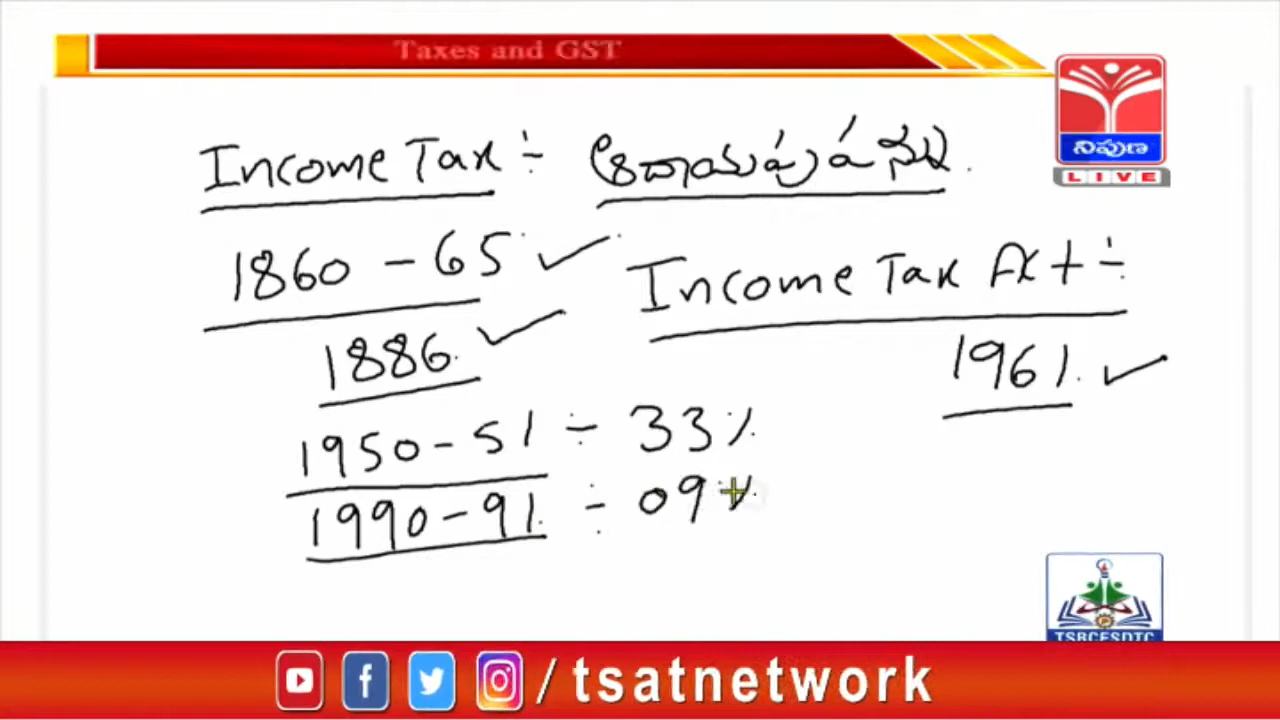 Taxes and GST
నిపుణ
LIVE
Income Tax ÷ ఆదాయపు పన్ను.
1860 - 65
Income Tax Act ÷
1886.
1961.
1950 - 51 ÷ 33%
1990 - 91. ÷ 09%
TSBCESDTC
/ tsatnetwork